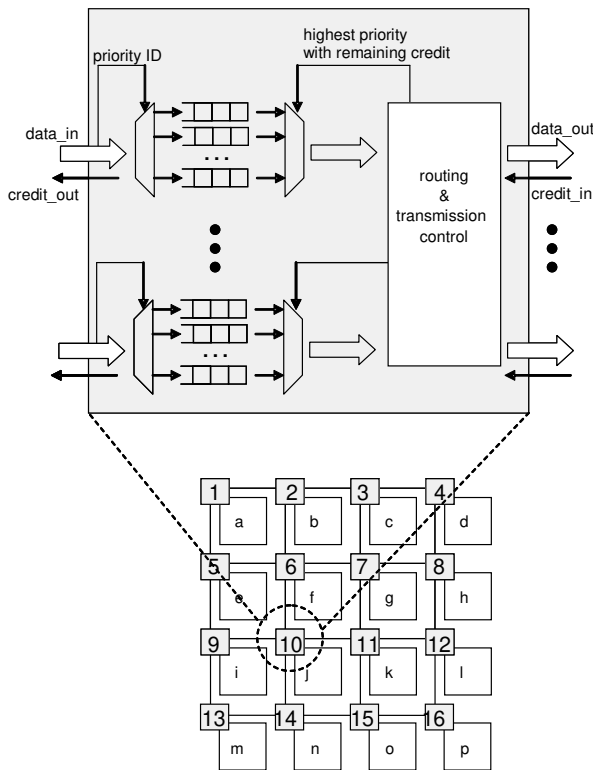 highest priority
with remaining credit
priority ID
data_in
data_out
credit_out
credit_in
routing
&
transmission
control
...
...
1 2 3 4
a b c d
5 6 7 8
e f g h
9 10 11 12
i j k l
13 14 15 16
m n o p